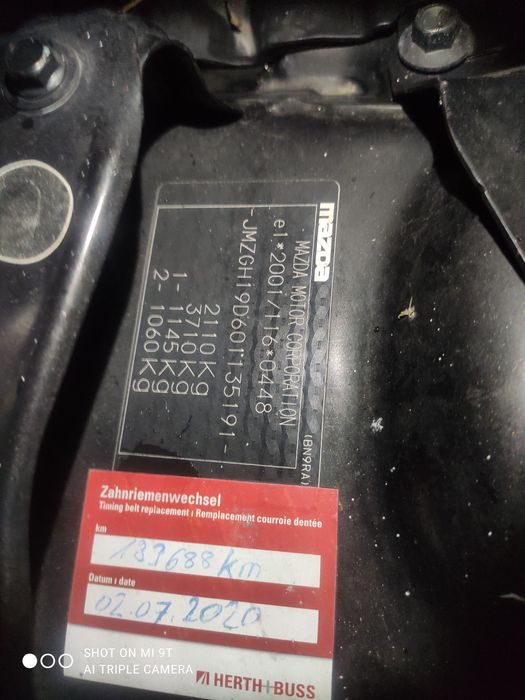 mazda
MAZDA MOTOR CORPORATION
(BN9RA)
e1*2001/116*0448
-JMZGH19D601135191-
2110Kg
3710Kg
1- 1145Kg
2- 1060Kg
Zahnriemenwechsel
Timing belt replacement ı Remplacement courroie dentée
km
183688 km
Datum ı date
02.07.2020
HERTH+BUSS
SHOT ON MI 9T
AI TRIPLE CAMERA